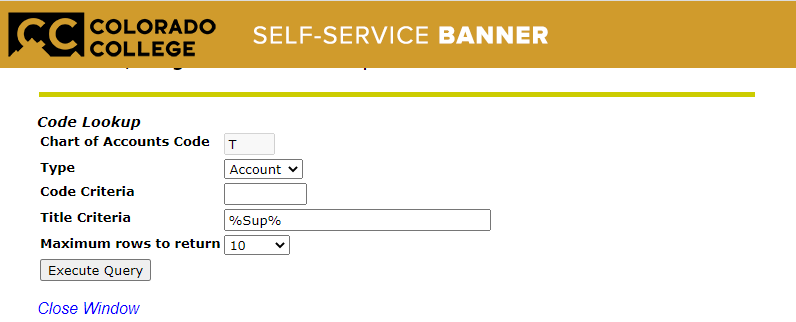 COLORADO
COLLEGE
SELF-SERVICE BANNER
Code Lookup
Chart of Accounts Code T
Type Account
Code Criteria
Title Criteria %Sup%
Maximum rows to return 10
Execute Query
Close Window